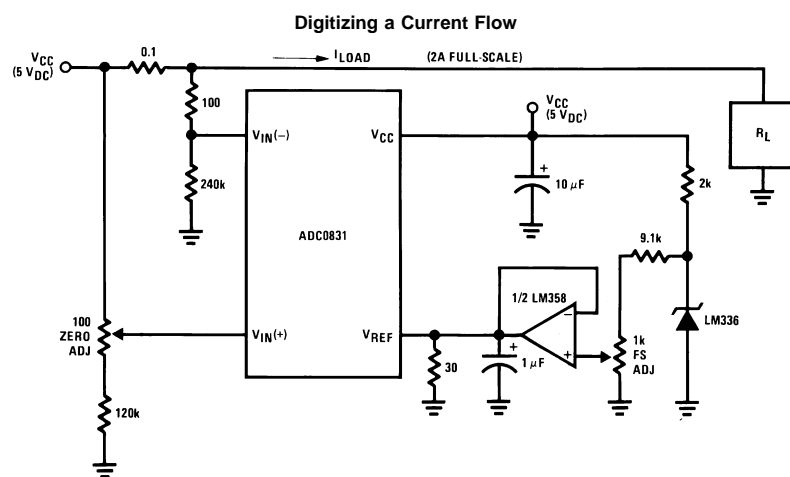 Digitizing a Current Flow
VCC
(5 VDC)
0.1
ILOAD
(2A FULL-SCALE)
100
VIN(−)
240k
ADC0831
VCC
VCC
(5 VDC)
+
10 μF
RL
2k
9.1k
1/2 LM358
−
+
LM336
1k
FS
ADJ
VREF
+
1 μF
30
100
ZERO
ADJ
VIN(+)
120k